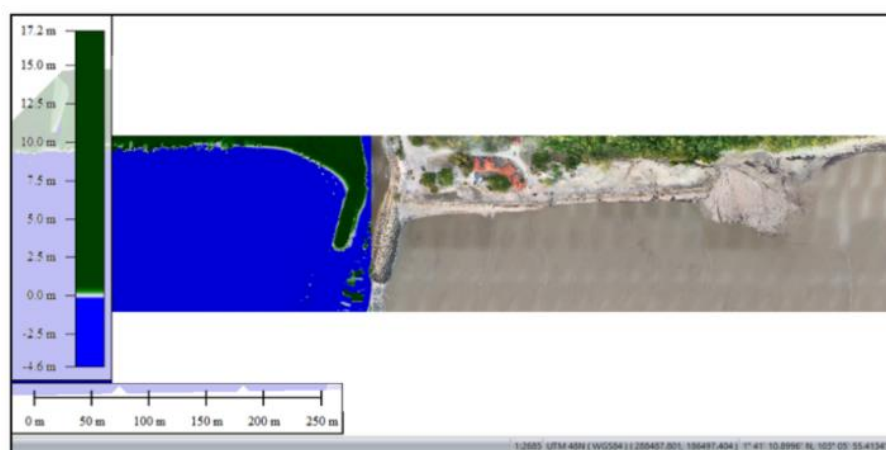 17.2 m
15.0 m
12.5 m
10.0 m
7.5 m
5.0 m
2.5 m
0.0 m
-2.5 m
-4.6 m
0 m 50 m 100 m 150 m 200 m 250 m
1:2685 UTM 48N ( WGS84 ) ( 288487.801, 186497.404 ) 1° 41' 10.8996" N, 103° 05' 55.4134"